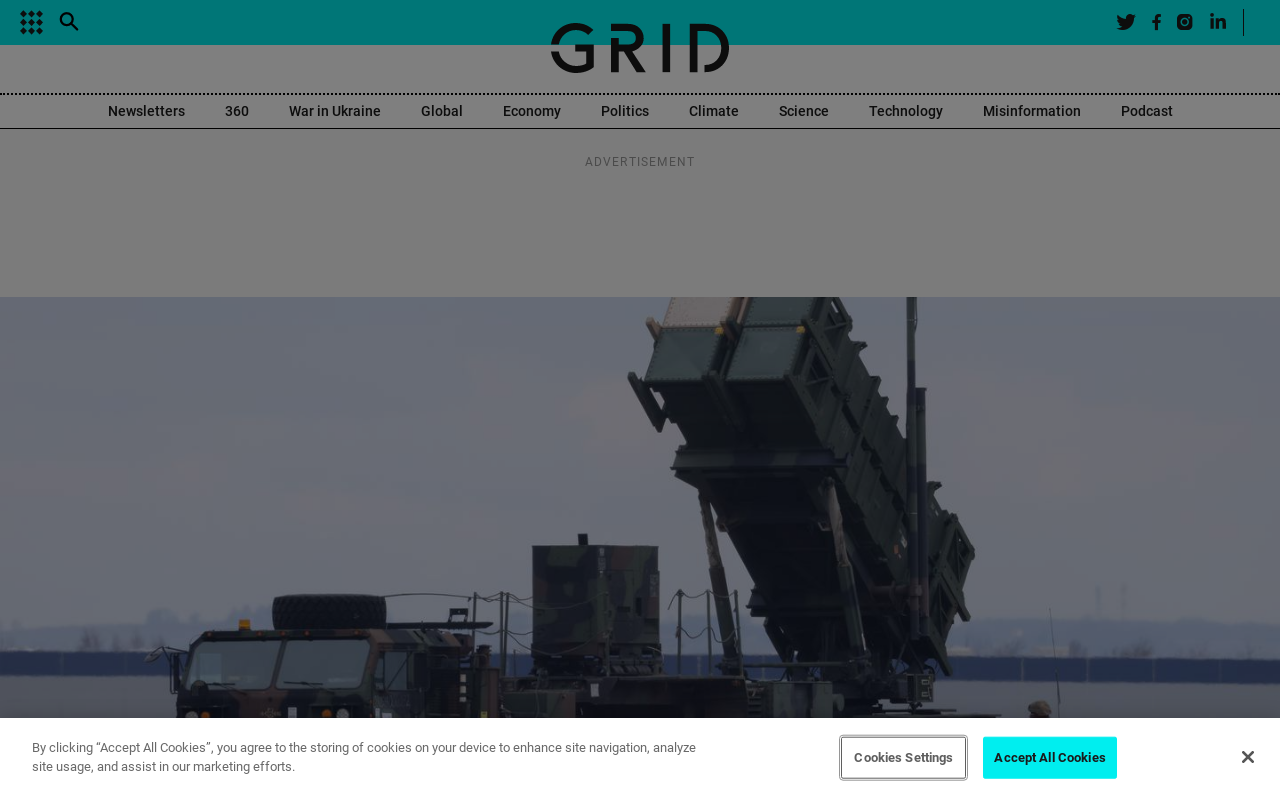 GRID
Newsletters 360 War in Ukraine Global Economy Politics Climate Science Technology Misinformation Podcast
ADVERTISEMENT
By clicking “Accept All Cookies”, you agree to the storing of cookies on your device to enhance site navigation, analyze
site usage, and assist in our marketing efforts.
Cookies Settings
Accept All Cookies